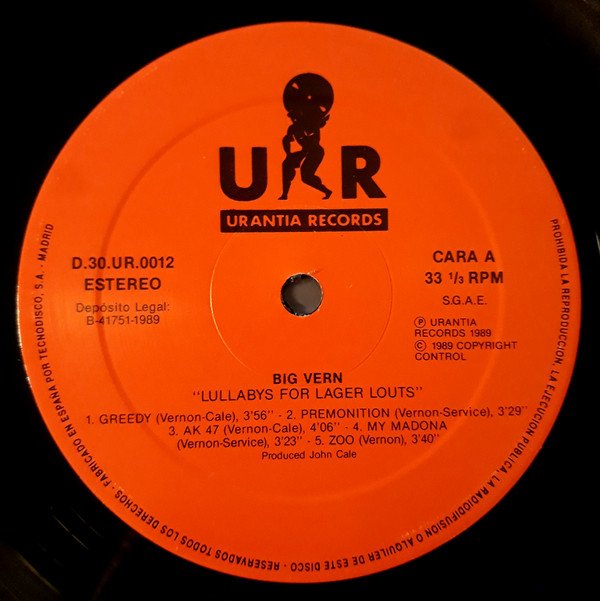 U R
URANTIA RECORDS
D.30.UR.0012
ESTEREO
Depósito Legal:
B-41751-1989
CARA A
33 1/3 RPM
S.G.A.E.
Ⓟ URANTIA
RECORDS 1989
© 1989 COPYRIGHT
CONTROL
BIG VERN
"LULLABYS FOR LAGER LOUTS"
1. GREEDY (Vernon-Cale), 3'56'' - 2. PREMONITION (Vernon-Service), 3'29''
3. AK 47 (Vernon-Cale), 4'06'' - 4. MY MADONA
(Vernon-Service), 3'23'' - 5. ZOO (Vernon), 3'40''
Produced John Cale
PROHIBIDA LA REPRODUCCION, LA EJECUCION PUBLICA, LA RADIODIFUSION O ALQUILER DE ESTE DISCO - RESERVADOS TODOS LOS DERECHOS - FABRICADO EN ESPAÑA POR TECNODISCO, S.A. - MADRID